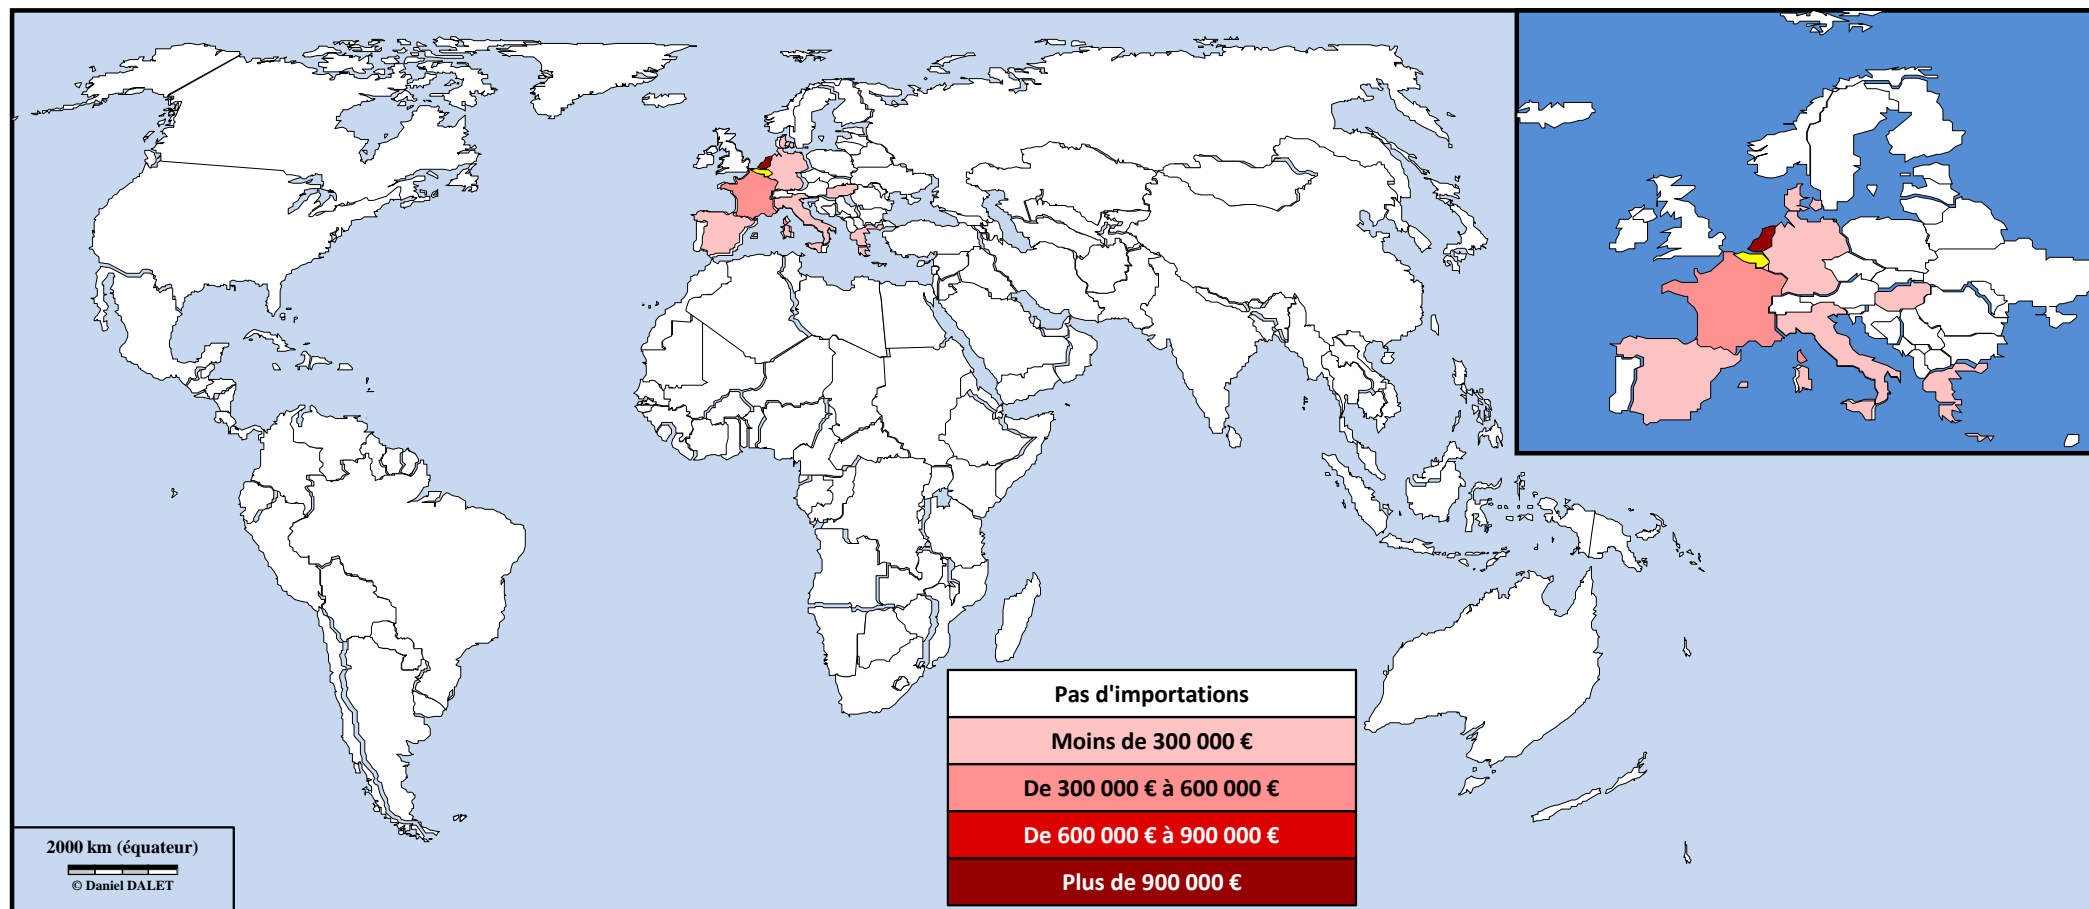 Pas d'importations
Moins de 300 000 €
De 300 000 € à 600 000 €
De 600 000 € à 900 000 €
Plus de 900 000 €
2000 km (équateur)
© Daniel DALET